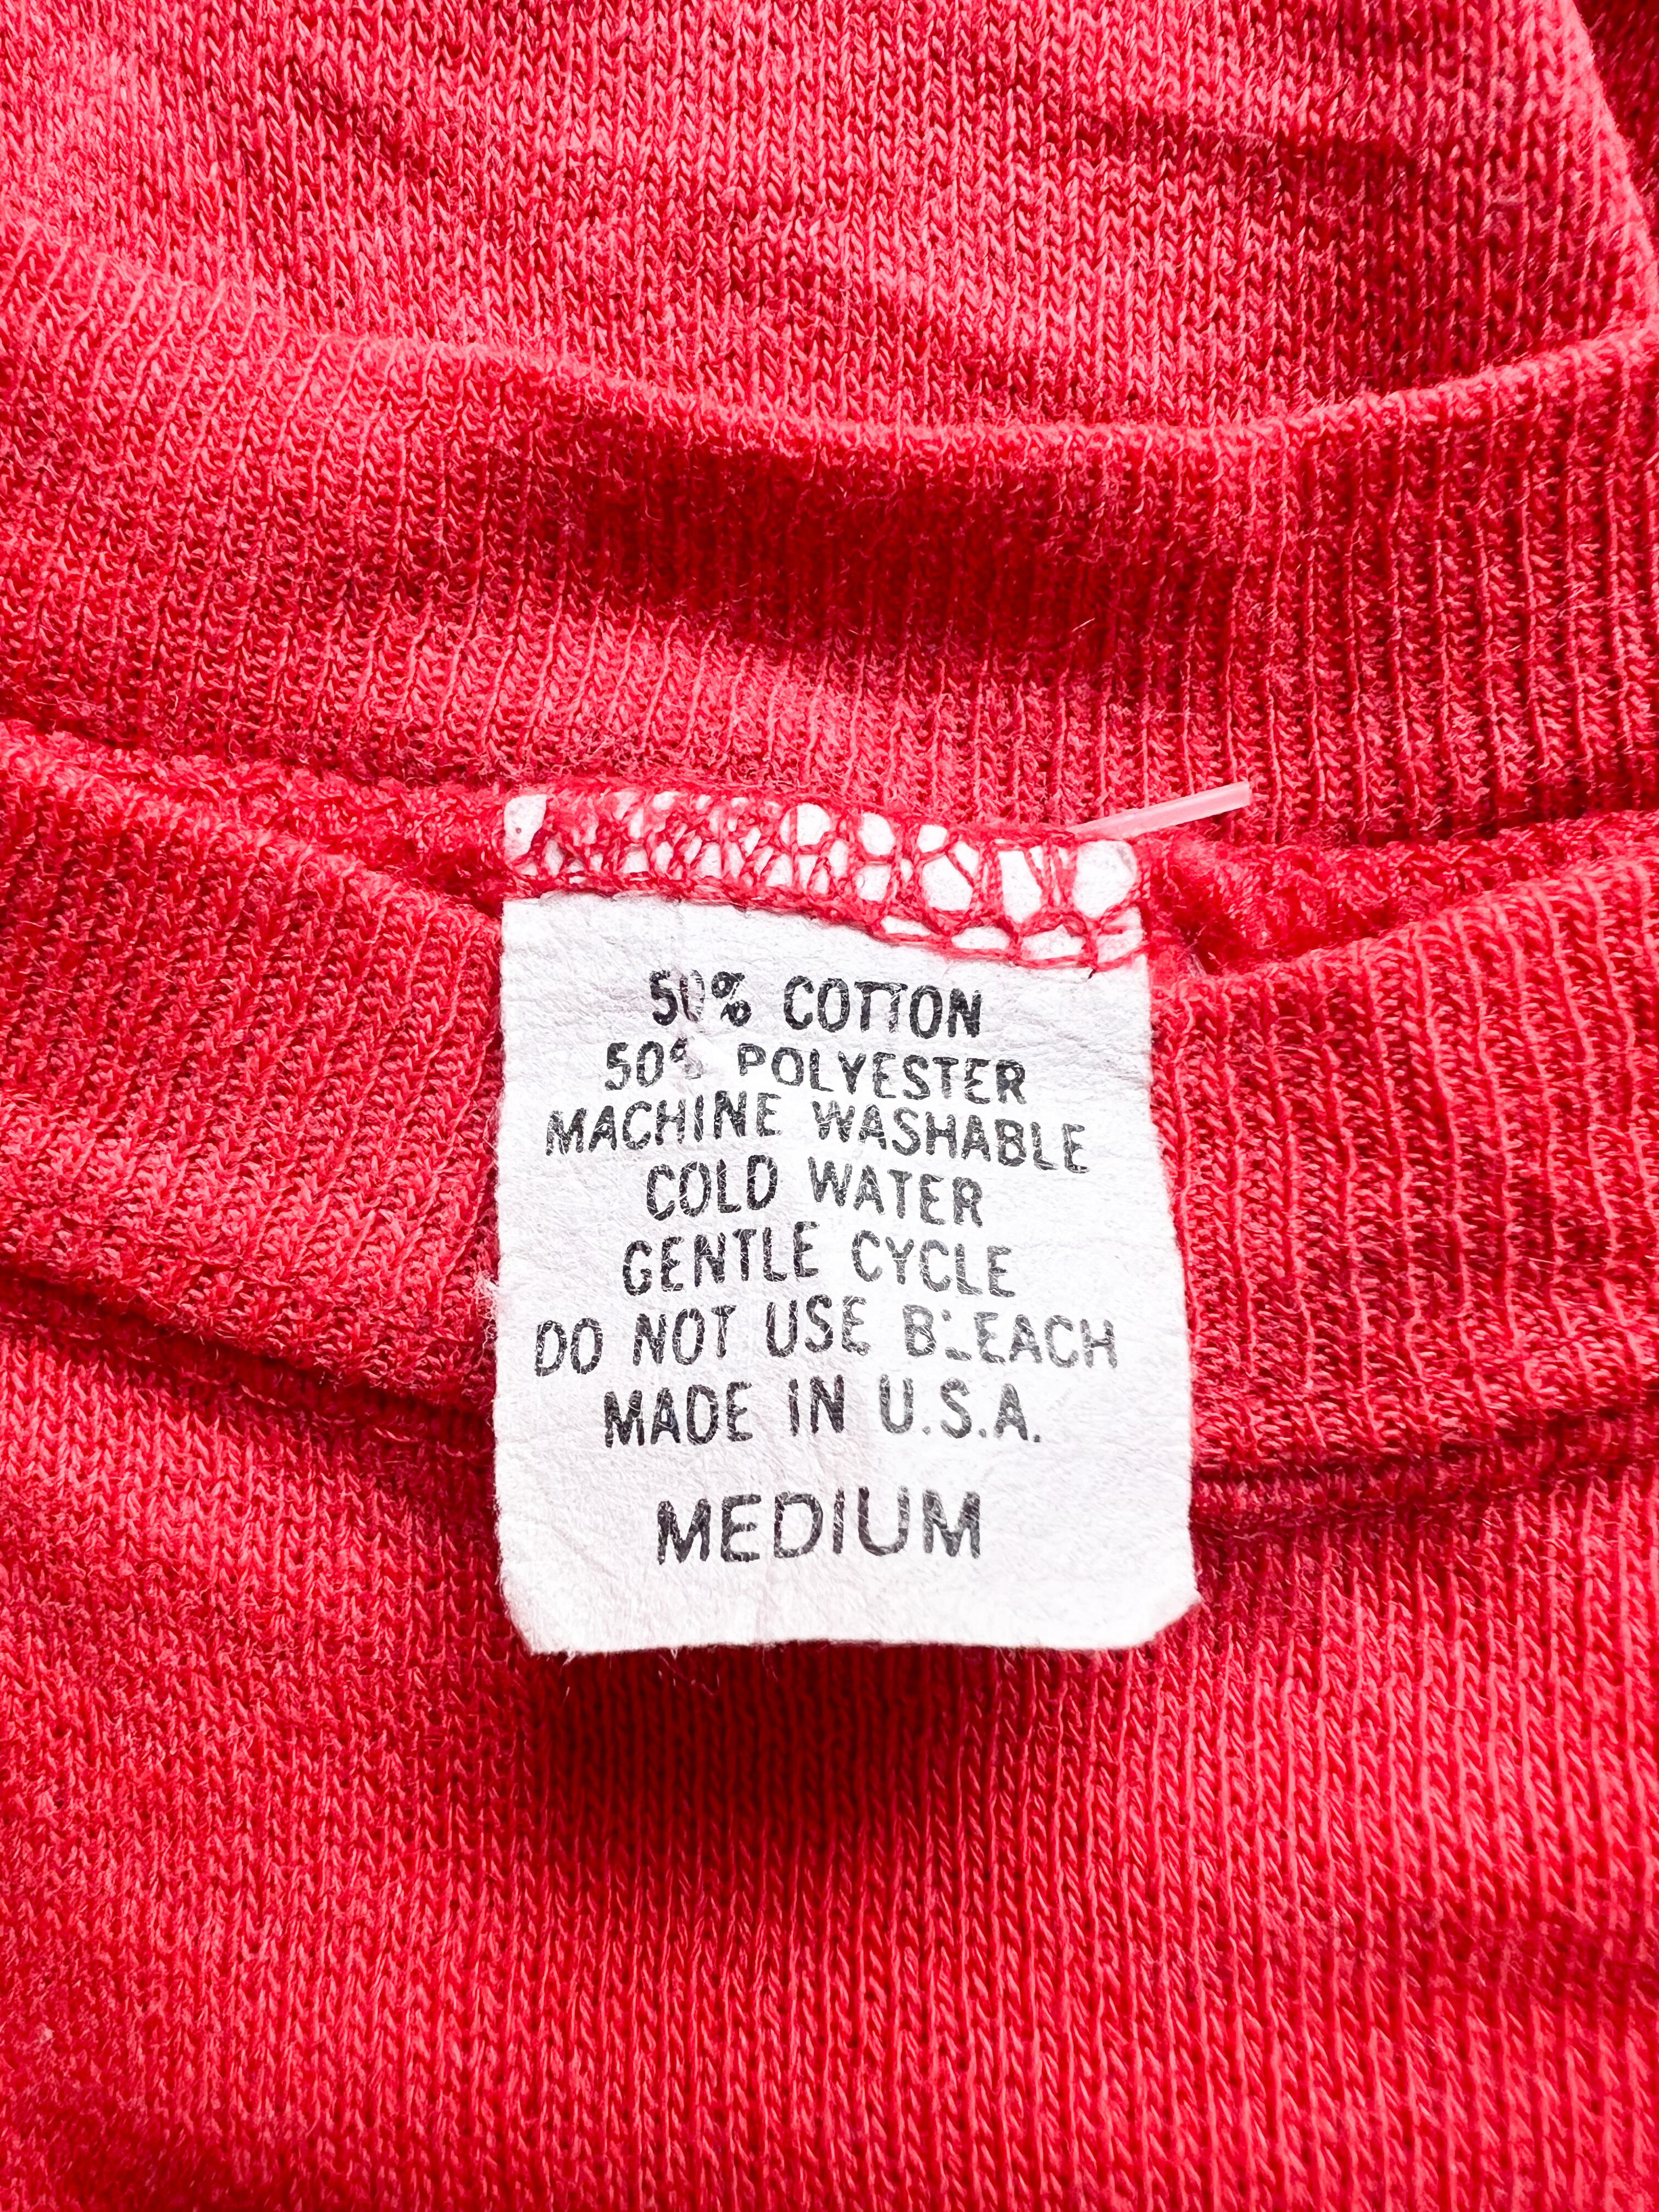 50% COTTON
50% POLYESTER
MACHINE WASHABLE
COLD WATER
GENTLE CYCLE
DO NOT USE BLEACH
MADE IN U.S.A.
MEDIUM